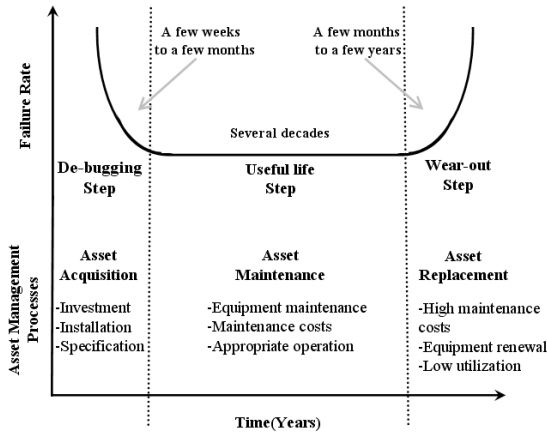 Failure Rate
A few weeks
to a few months
A few months
to a few years
Several decades
De-bugging
Step
Useful life
Step
Wear-out
Step
Asset Management
Processes
Asset
Acquisition
-Investment
-Installation
-Specification
Asset
Maintenance
-Equipment maintenance
-Maintenance costs
-Appropriate operation
Asset
Replacement
-High maintenance
costs
-Equipment renewal
-Low utilization
Time(Years)